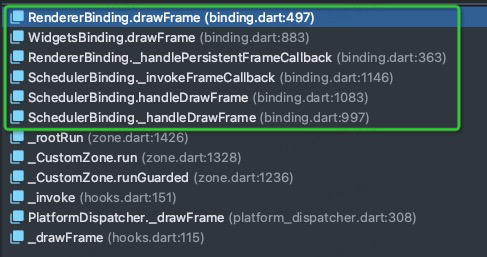 RendererBinding.drawFrame (binding.dart:497)
WidgetsBinding.drawFrame (binding.dart:883)
RendererBinding._handlePersistentFrameCallback (binding.dart:363)
SchedulerBinding._invokeFrameCallback (binding.dart:1146)
SchedulerBinding.handleDrawFrame (binding.dart:1083)
SchedulerBinding._handleDrawFrame (binding.dart:997)
_rootRun (zone.dart:1426)
_CustomZone.run (zone.dart:1328)
_CustomZone.runGuarded (zone.dart:1236)
_invoke (hooks.dart:151)
PlatformDispatcher._drawFrame (platform_dispatcher.dart:308)
_drawFrame (hooks.dart:115)